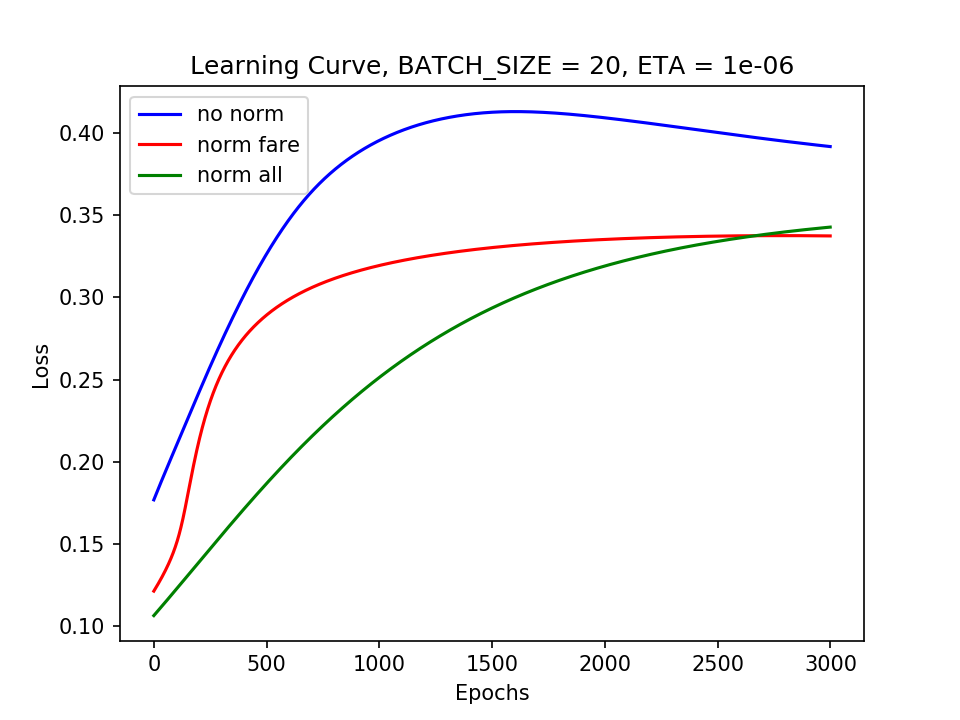 Learning Curve, BATCH_SIZE = 20, ETA = 1e-06
no norm
norm fare
norm all
0.40
0.35
0.30
0.25
0.20
0.15
0.10
Loss
0 500 1000 1500 2000 2500 3000
Epochs